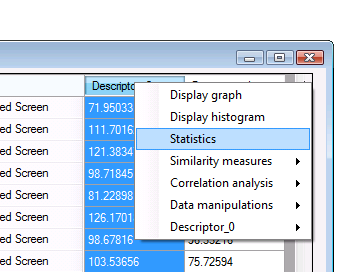 Descripto
ed Screen 71.95033
ed Screen 111.7016
ed Screen 121.3834
ed Screen 98.71845
ed Screen 81.22898
ed Screen 126.1701
ed Screen 98.67816
ed Screen 103.53656 75.72594
Display graph
Display histogram
Statistics
Similarity measures
Correlation analysis
Data manipulations
Descriptor_0